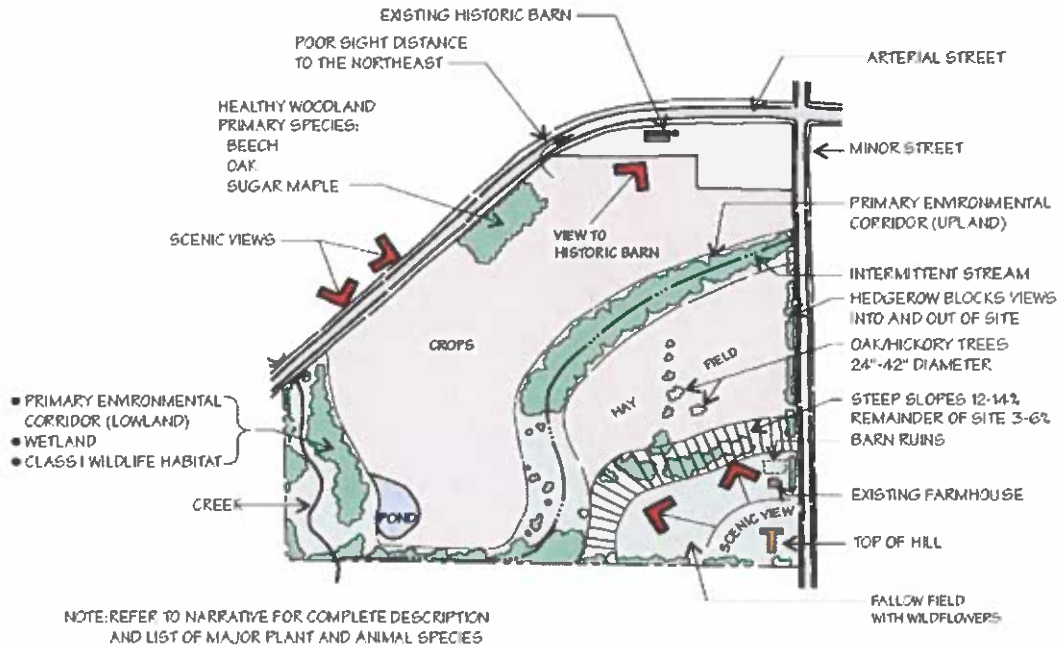 EXISTING HISTORIC BARN
POOR SIGHT DISTANCE
TO THE NORTHEAST
ARTERIAL STREET
HEALTHY WOODLAND
PRIMARY SPECIES:
BEECH
OAK
SUGAR MAPLE
MINOR STREET
PRIMARY ENVIRONMENTAL
CORRIDOR (UPLAND)
SCENIC VIEWS
VIEW TO
HISTORIC BARN
INTERMITTENT STREAM
HEDGEROW BLOCKS VIEWS
INTO AND OUT OF SITE
CROPS
OAK/HICKORY TREES
24"-42" DIAMETER
HAY FIELD
STEEP SLOPES 12-14%
REMAINDER OF SITE 3-6%
BARN RUINS
• PRIMARY ENVIRONMENTAL
CORRIDOR (LOWLAND)
• WETLAND
• CLASS I WILDLIFE HABITAT
EXISTING FARMHOUSE
CREEK
POND
SCENIC VIEW
T
TOP OF HILL
FALLOW FIELD
WITH WILDFLOWERS
NOTE: REFER TO NARRATIVE FOR COMPLETE DESCRIPTION
AND LIST OF MAJOR PLANT AND ANIMAL SPECIES